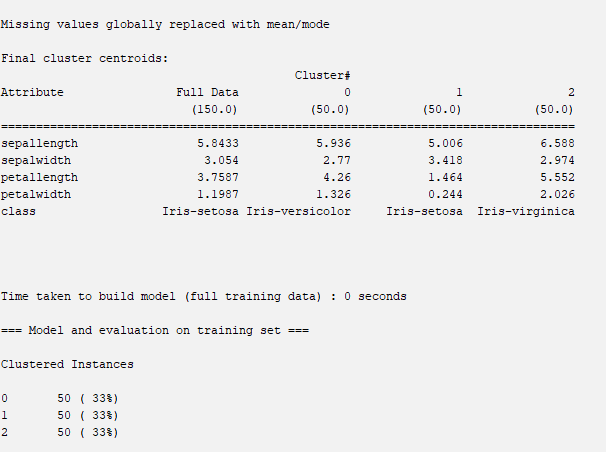 Missing values globally replaced with mean/mode
Final cluster centroids:
Cluster#
Attribute Full Data 0 1 2
(150.0) (50.0) (50.0) (50.0)
==========================================================================
sepallength 5.8433 5.936 5.006 6.588
sepalwidth 3.054 2.77 3.418 2.974
petallength 3.7587 4.26 1.464 5.552
petalwidth 1.1987 1.326 0.244 2.026
class Iris-setosa Iris-versicolor Iris-setosa Iris-virginica
Time taken to build model (full training data) : 0 seconds
=== Model and evaluation on training set ===
Clustered Instances
0 50 ( 33%)
1 50 ( 33%)
2 50 ( 33%)